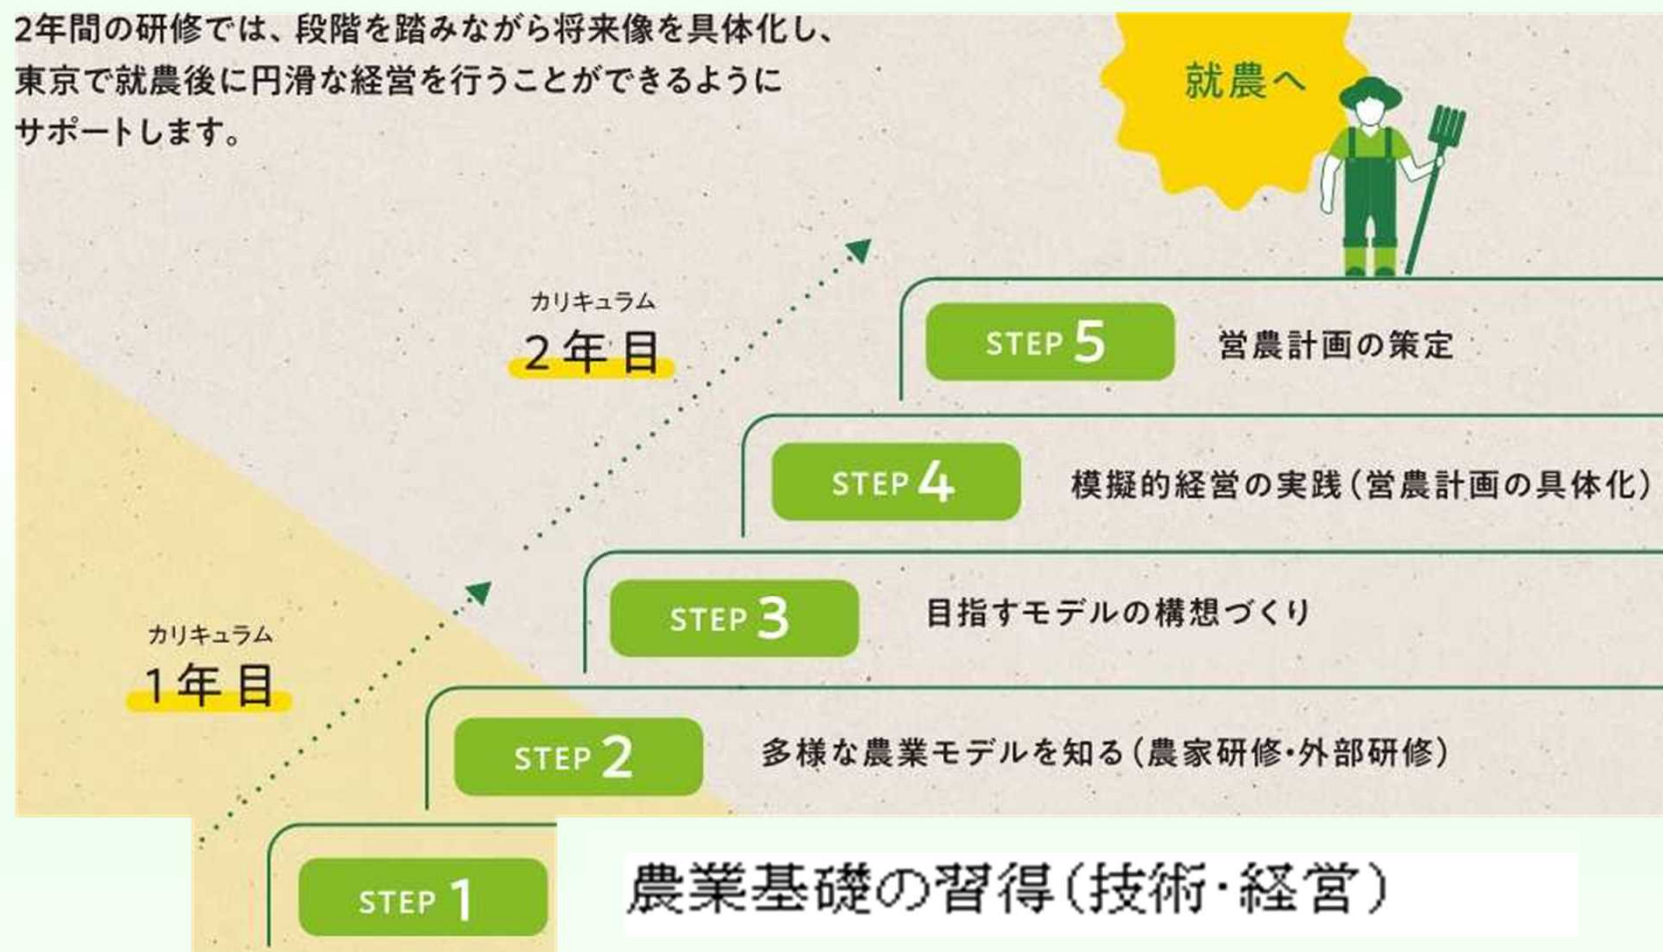 2年間の研修では、段階を踏みながら将来像を具体化し、
東京で就農後に円滑な経営を行うことができるように
サポートします。
就農へ
カリキュラム
2年目
STEP 5 営農計画の策定
STEP 4 模擬的経営の実践(営農計画の具体化)
STEP 3 目指すモデルの構想づくり
カリキュラム
1年目
STEP 2 多様な農業モデルを知る(農家研修・外部研修)
STEP 1 農業基礎の習得(技術・経営)